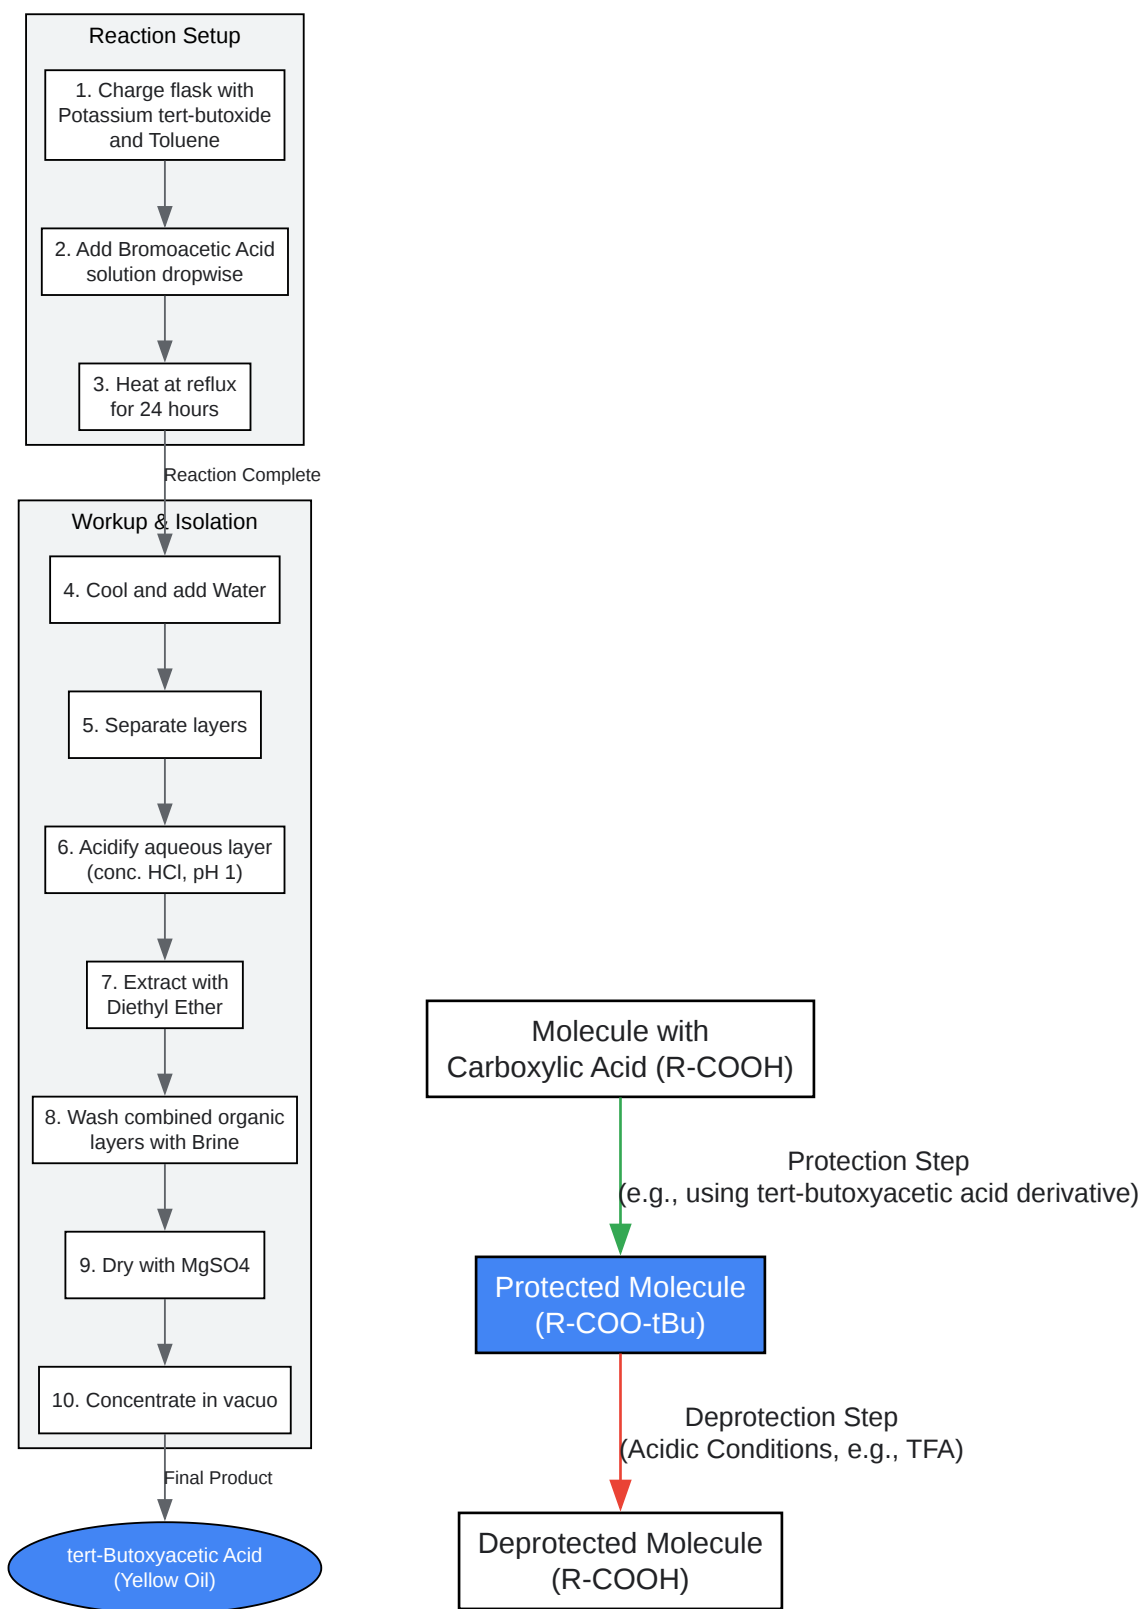 Reaction Setup
1. Charge flask with
Potassium tert-butoxide
and Toluene
2. Add Bromoacetic Acid
solution dropwise
3. Heat at reflux
for 24 hours
Reaction Complete
Workup & Isolation
4. Cool and add Water
5. Separate layers
6. Acidify aqueous layer
(conc. HCl, pH 1)
7. Extract with
Diethyl Ether
8. Wash combined organic
layers with Brine
9. Dry with MgSO4
10. Concentrate in vacuo
Final Product
tert-Butoxyacetic Acid
(Yellow Oil)
Molecule with
Carboxylic Acid (R-COOH)
Protection Step
(e.g., using tert-butoxyacetic acid derivative)
Protected Molecule
(R-COO-tBu)
Deprotection Step
(Acidic Conditions, e.g., TFA)
Deprotected Molecule
(R-COOH)